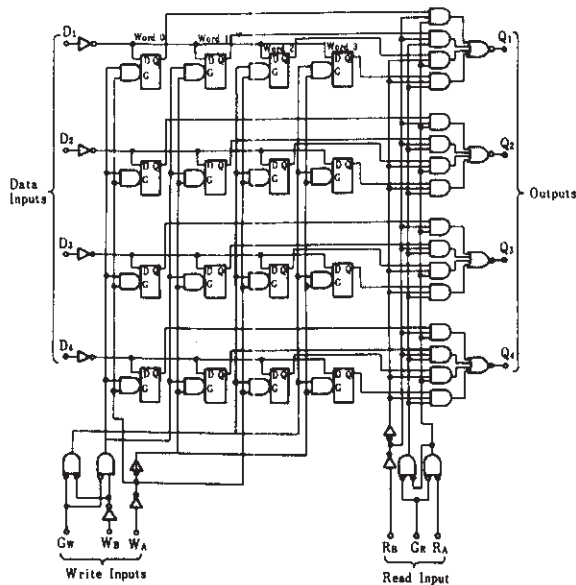 D1
Word 0
Word 1
Word 2
Word 3
Q1
D Q
G
D Q
G
D Q
G
D Q
G
D2
Q2
D Q
G
D Q
G
D Q
G
D Q
G
Data
Inputs
Outputs
D3
Q3
D Q
G
D Q
G
D Q
G
D Q
G
D4
Q4
D Q
G
D Q
G
D Q
G
D Q
G
GW
WB
WA
RB
GR
RA
Write Inputs
Read Input